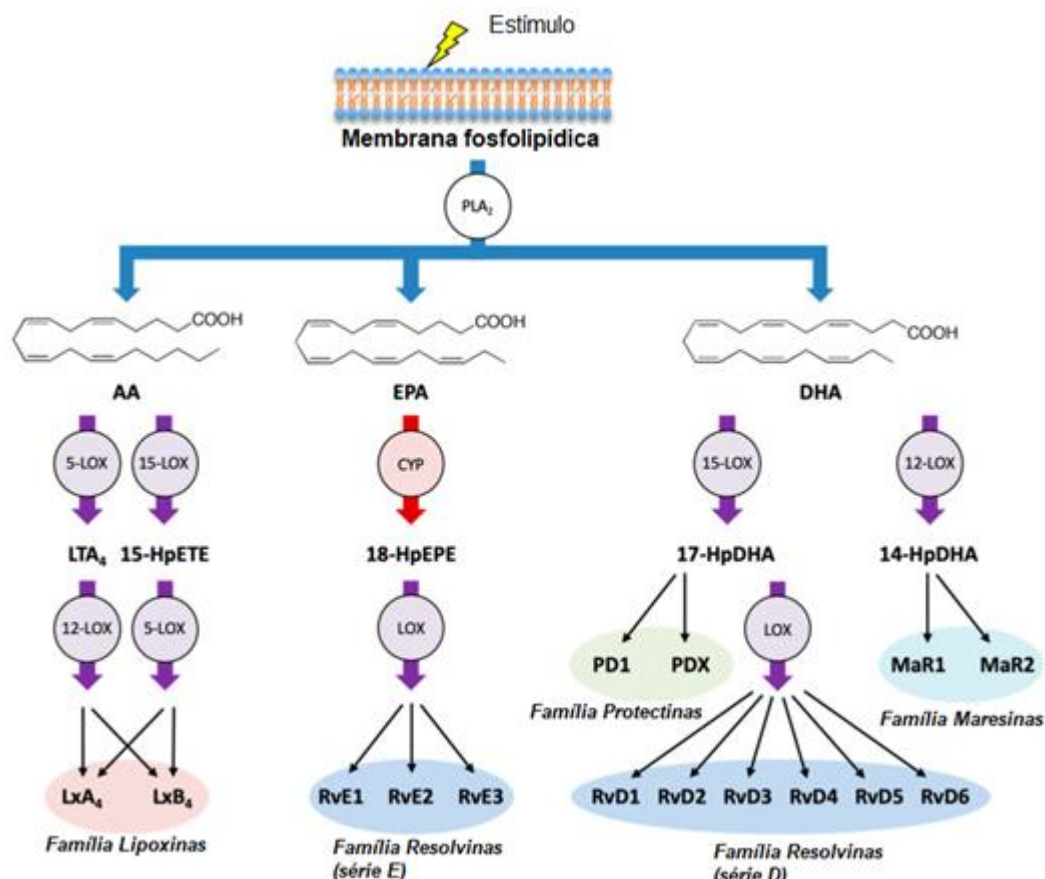 Estímulo
Membrana fosfolipídica
PLA₂
COOH
COOH
COOH
AA
EPA
DHA
5-LOX 15-LOX
CYP
15-LOX
12-LOX
LTA₄ 15-HpETE
18-HpEPE
17-HpDHA
14-HpDHA
12-LOX 5-LOX
LOX
LOX
PD1 PDX
MaR1 MaR2
Família Protectinas
Família Maresinas
LxA₄ LxB₄
RvE1 RvE2 RvE3
RvD1 RvD2 RvD3 RvD4 RvD5 RvD6
Família Lipoxinas
Família Resolvinas
(série E)
Família Resolvinas
(série D)